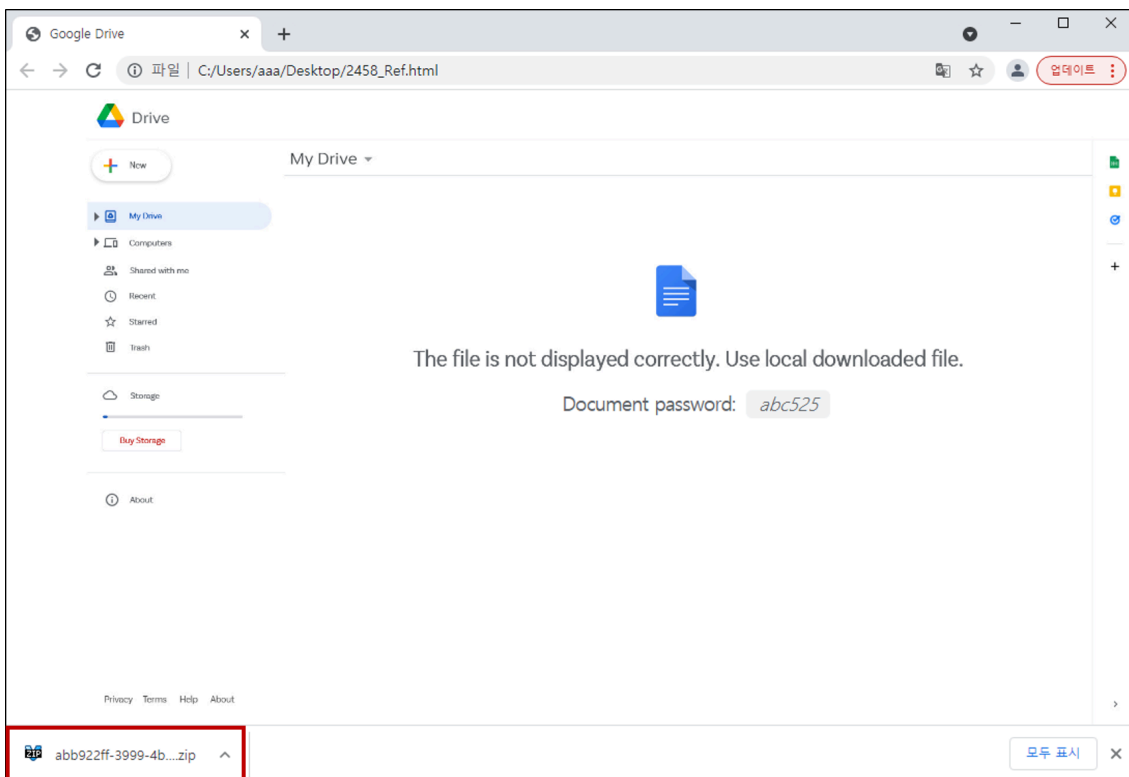 Google Drive
파일 | C:/Users/aaa/Desktop/2458_Ref.html
업데이트
Drive
New
My Drive
My Drive
Computers
Shared with me
Recent
Starred
Trash
Storage
Buy Storage
About
The file is not displayed correctly. Use local downloaded file.
Document password: abc525
Privacy Terms Help About
ZIP abb922ff-3999-4b....zip
모두 표시